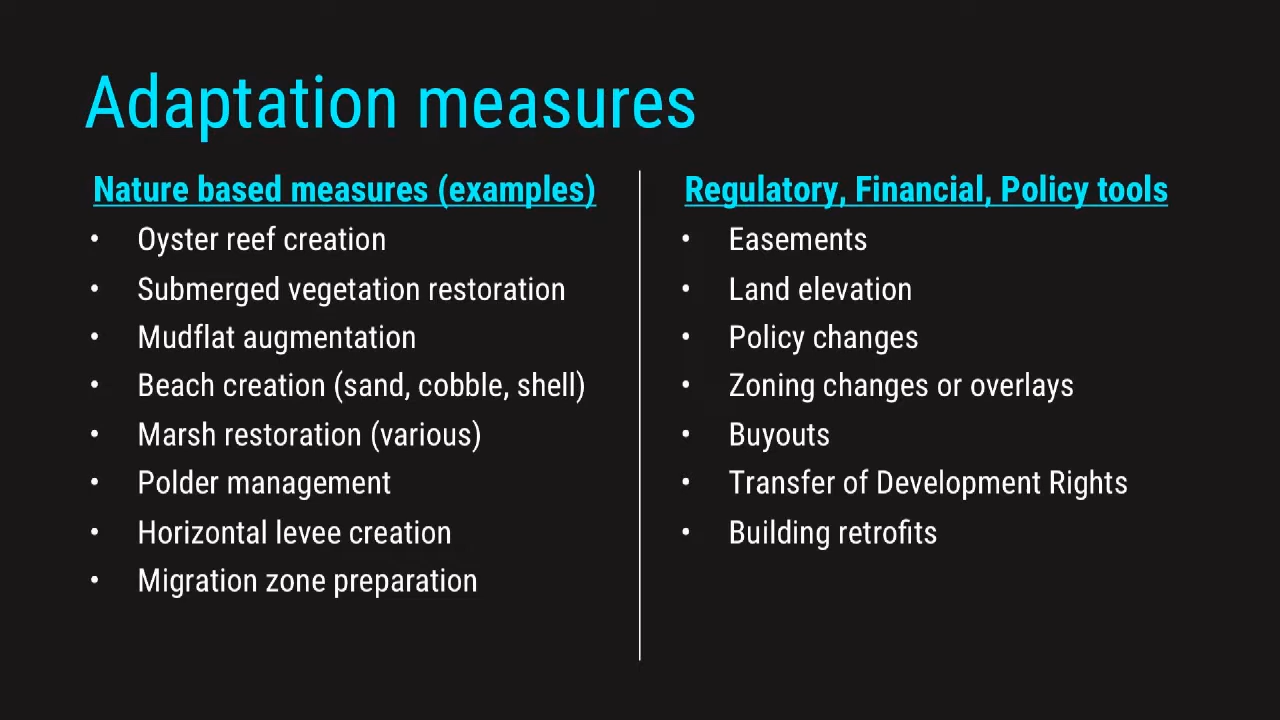 Adaptation measures
Nature based measures (examples)
• Oyster reef creation
• Submerged vegetation restoration
• Mudflat augmentation
• Beach creation (sand, cobble, shell)
• Marsh restoration (various)
• Polder management
• Horizontal levee creation
• Migration zone preparation
Regulatory, Financial, Policy tools
• Easements
• Land elevation
• Policy changes
• Zoning changes or overlays
• Buyouts
• Transfer of Development Rights
• Building retrofits